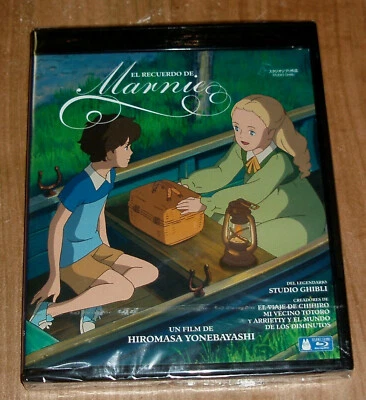 EL RECUERDO DE
Marnie
UN FILM DE
HIROMASA YONEBAYASHI
DEL LEGENDARIO
STUDIO GHIBLI
CREADORES DE
EL VIAJE DE CHIHIRO
MI VECINO TOTORO
Y ARRIETTY Y EL MUNDO
DE LOS DIMINUTOS